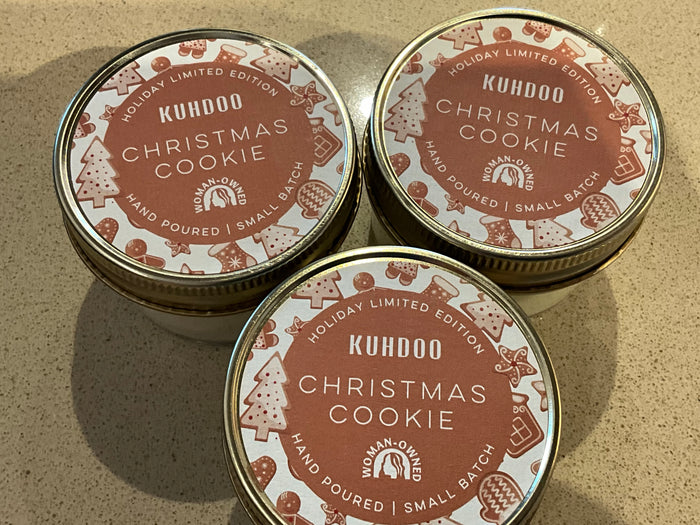 HOLIDAY LIMITED EDITION
KUHDOO
CHRISTMAS
COOKIE
WOMAN-OWNED
HAND POURED | SMALL BATCH
HOLIDAY LIMITED EDITION
KUHDOO
CHRISTMAS
COOKIE
WOMAN-OWNED
HAND POURED | SMALL BATCH
HOLIDAY LIMITED EDITION
KUHDOO
CHRISTMAS
COOKIE
WOMAN-OWNED
HAND POURED | SMALL BATCH